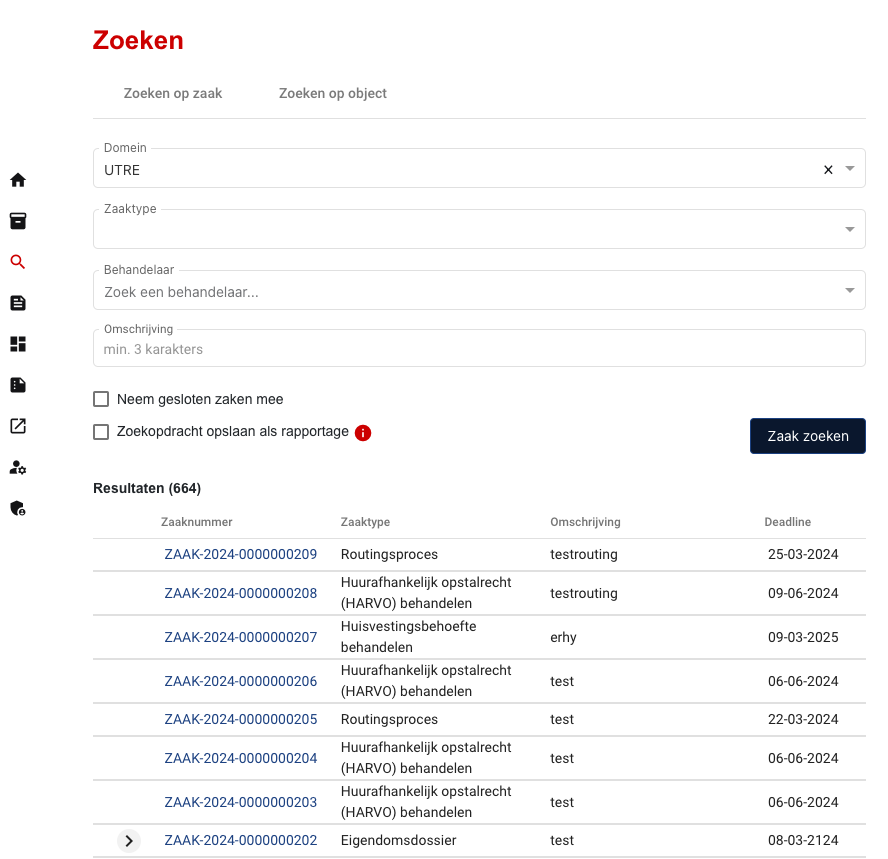 Zoeken
Zoeken op zaak Zoeken op object
Domein
UTRE
Zaaktype
Behandelaar
Zoek een behandelaar...
Omschrijving
min. 3 karakters
Neem gesloten zaken mee
Zoekopdracht opslaan als rapportage
Zaak zoeken
Resultaten (664)
Zaaknummer Zaaktype Omschrijving Deadline
ZAAK-2024-0000000209 Routingsproces testrouting 25-03-2024
ZAAK-2024-0000000208 Huurafhankelijk opstalrecht (HARVO) behandelen testrouting 09-06-2024
ZAAK-2024-0000000207 Huisvestingsbehoefte behandelen erhy 09-03-2025
ZAAK-2024-0000000206 Huurafhankelijk opstalrecht (HARVO) behandelen test 06-06-2024
ZAAK-2024-0000000205 Routingsproces test 22-03-2024
ZAAK-2024-0000000204 Huurafhankelijk opstalrecht (HARVO) behandelen test 06-06-2024
ZAAK-2024-0000000203 Huurafhankelijk opstalrecht (HARVO) behandelen test 06-06-2024
ZAAK-2024-0000000202 Eigendomsdossier test 08-03-2124